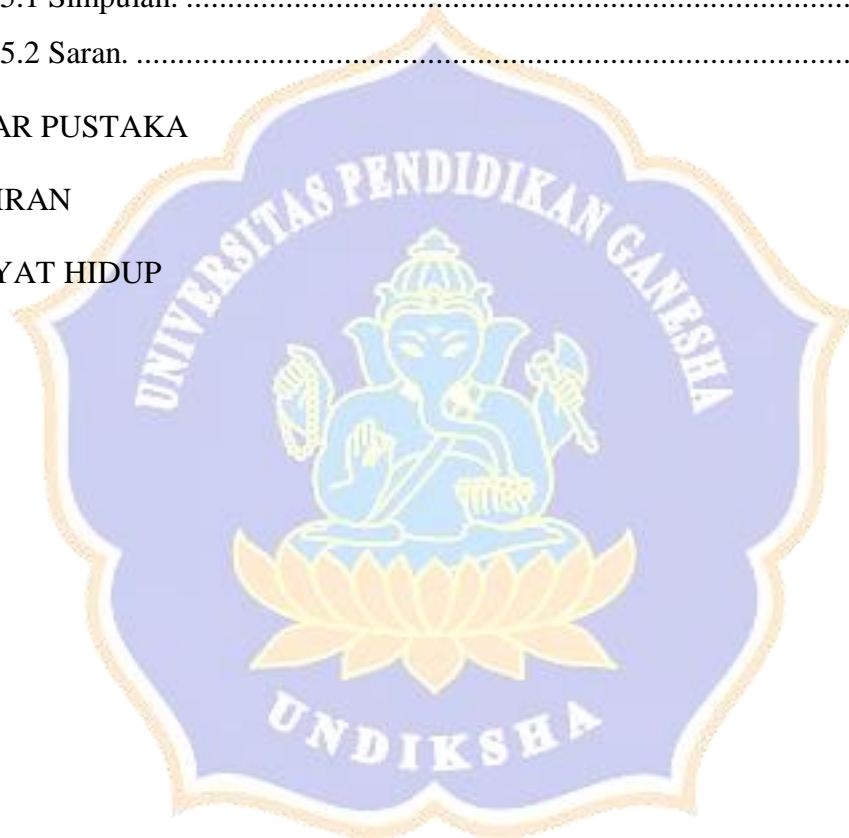 5.1 Simpulan. ....................................................................................
5.2 Saran. ...........................................................................................
AR PUSTAKA
IRAN
YAT HIDUP
UNIVERSITAS PENDIDIKAN GANESHA
UNDIKSHA